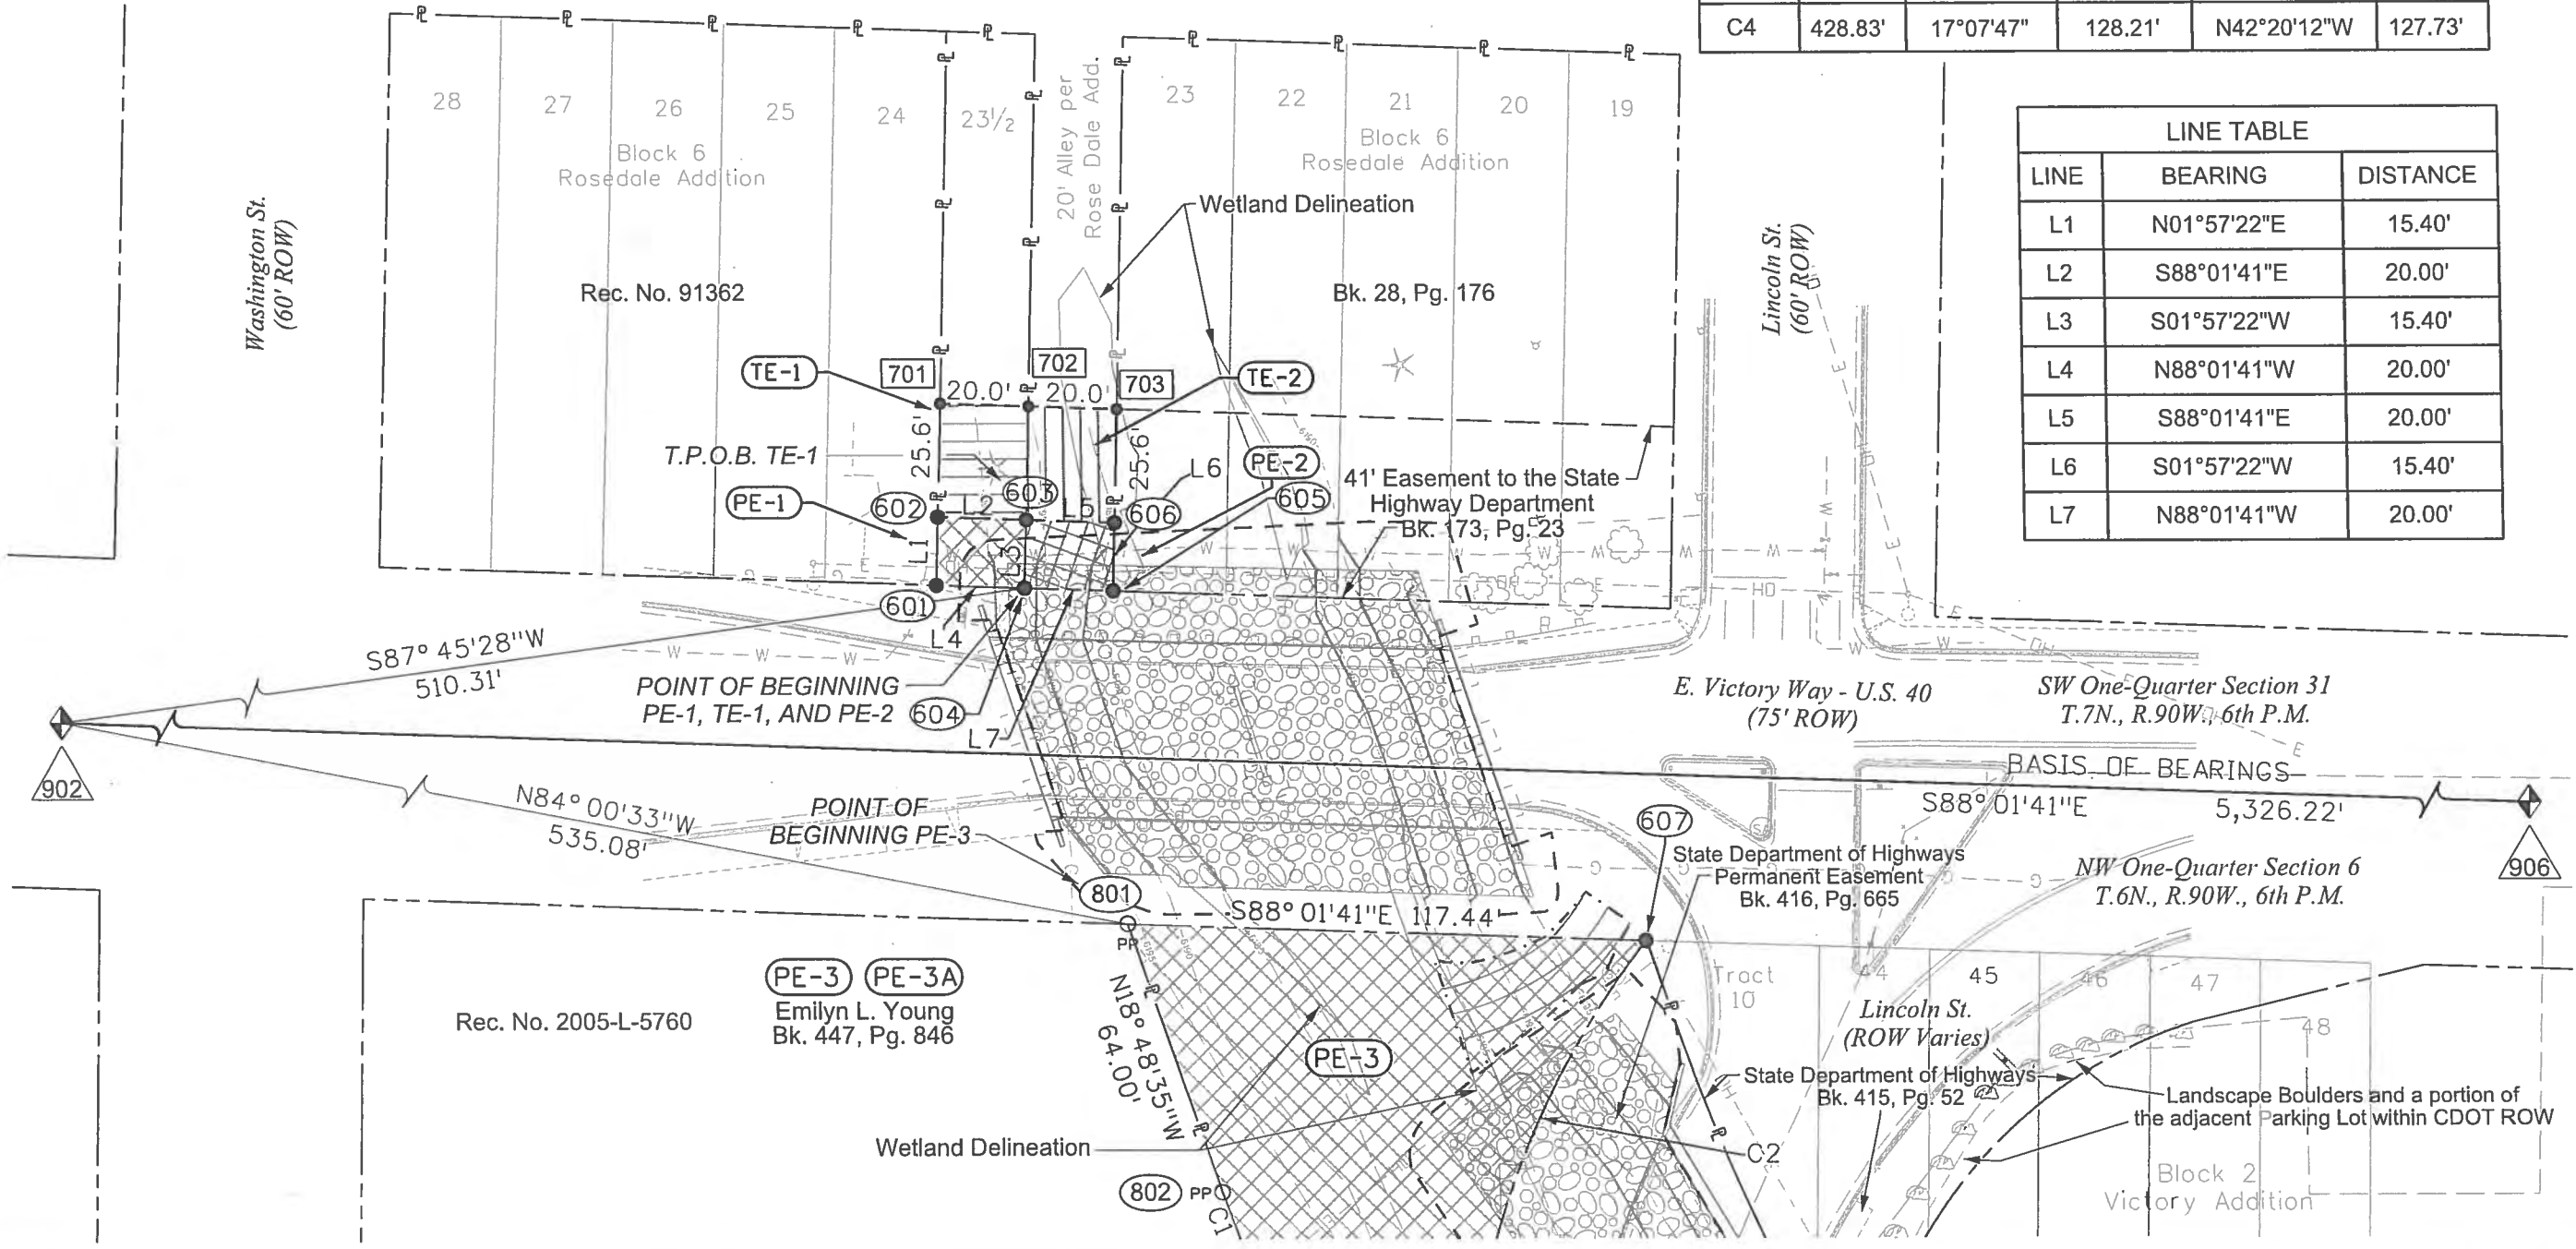 C4 428.83' 17°07'47" 128.21' N42°20'12"W 127.73'
LINE TABLE
LINE BEARING DISTANCE
L1 N01°57'22"E 15.40'
L2 S88°01'41"E 20.00'
L3 S01°57'22"W 15.40'
L4 N88°01'41"W 20.00'
L5 S88°01'41"E 20.00'
L6 S01°57'22"W 15.40'
L7 N88°01'41"W 20.00'
28 27 26 25 24 23½
Block 6
Rosedale Addition
20' Alley per
Rose Dale Add.
23 22 21 20 19
Block 6
Rosedale Addition
Wetland Delineation
Washington St.
(60' ROW)
Lincoln St.
(60' ROW)
Rec. No. 91362
Bk. 28, Pg. 176
TE-1
701
702
703
TE-2
20.0'
20.0'
25.6'
25.6'
T.P.O.B. TE-1
PE-1
602
L2
603
L5
606
L6
PE-2
605
41' Easement to the State
Highway Department
Bk. 173, Pg. 23
L1
L3
601
L4
S87°45'28"W
510.31'
POINT OF BEGINNING
PE-1, TE-1, AND PE-2
604
L7
E. Victory Way - U.S. 40
(75' ROW)
SW One-Quarter Section 31
T.7N., R.90W., 6th P.M.
902
BASIS OF BEARINGS
S88°01'41"E 5,326.22'
906
N84°00'33"W
535.08'
POINT OF
BEGINNING PE-3
801
PP
S88°01'41"E 117.44'
607
State Department of Highways
Permanent Easement
Bk. 416, Pg. 665
NW One-Quarter Section 6
T.6N., R.90W., 6th P.M.
Rec. No. 2005-L-5760
PE-3 PE-3A
Emilyn L. Young
Bk. 447, Pg. 846
N18°48'35"W
64.00'
PE-3
Wetland Delineation
802 PP
C1
C2
Tract
10
44 45 46 47 48
Lincoln St.
(ROW Varies)
State Department of Highways
Bk. 415, Pg. 52
Landscape Boulders and a portion of
the adjacent Parking Lot within CDOT ROW
Block 2
Victory Addition